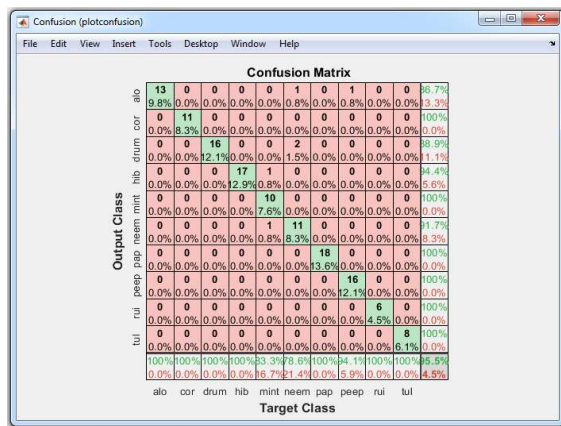 Confusion (plotconfusion)
File Edit View Insert Tools Desktop Window Help
Confusion Matrix
alo 13 0 0 0 0 1 0 1 0 0 86.7%
9.8% 0.0% 0.0% 0.0% 0.0% 0.8% 0.0% 0.8% 0.0% 0.0% 13.3%
cor 0 11 0 0 0 0 0 0 0 0 100%
0.0% 8.3% 0.0% 0.0% 0.0% 0.0% 0.0% 0.0% 0.0% 0.0% 0.0%
drum 0 0 16 0 0 2 0 0 0 0 88.9%
0.0% 0.0% 12.1% 0.0% 0.0% 1.5% 0.0% 0.0% 0.0% 0.0% 11.1%
hib 0 0 0 17 1 0 0 0 0 0 94.4%
0.0% 0.0% 0.0% 12.9% 0.8% 0.0% 0.0% 0.0% 0.0% 0.0% 5.6%
mint 0 0 0 0 10 0 0 0 0 0 100%
0.0% 0.0% 0.0% 0.0% 7.6% 0.0% 0.0% 0.0% 0.0% 0.0% 0.0%
neem 0 0 0 0 1 11 0 0 0 0 91.7%
0.0% 0.0% 0.0% 0.0% 0.8% 8.3% 0.0% 0.0% 0.0% 0.0% 8.3%
pap 0 0 0 0 0 0 18 0 0 0 100%
0.0% 0.0% 0.0% 0.0% 0.0% 0.0% 13.6% 0.0% 0.0% 0.0% 0.0%
peep 0 0 0 0 0 0 0 16 0 0 100%
0.0% 0.0% 0.0% 0.0% 0.0% 0.0% 0.0% 12.1% 0.0% 0.0% 0.0%
rui 0 0 0 0 0 0 0 0 6 0 100%
0.0% 0.0% 0.0% 0.0% 0.0% 0.0% 0.0% 0.0% 4.5% 0.0% 0.0%
tul 0 0 0 0 0 0 0 0 0 8 100%
0.0% 0.0% 0.0% 0.0% 0.0% 0.0% 0.0% 0.0% 0.0% 6.1% 0.0%
100% 100% 100% 100% 83.3% 78.6% 100% 94.1% 100% 100% 95.5%
0.0% 0.0% 0.0% 0.0% 16.7% 21.4% 0.0% 5.9% 0.0% 0.0% 4.5%
alo cor drum hib mint neem pap peep rui tul
Output Class
Target Class